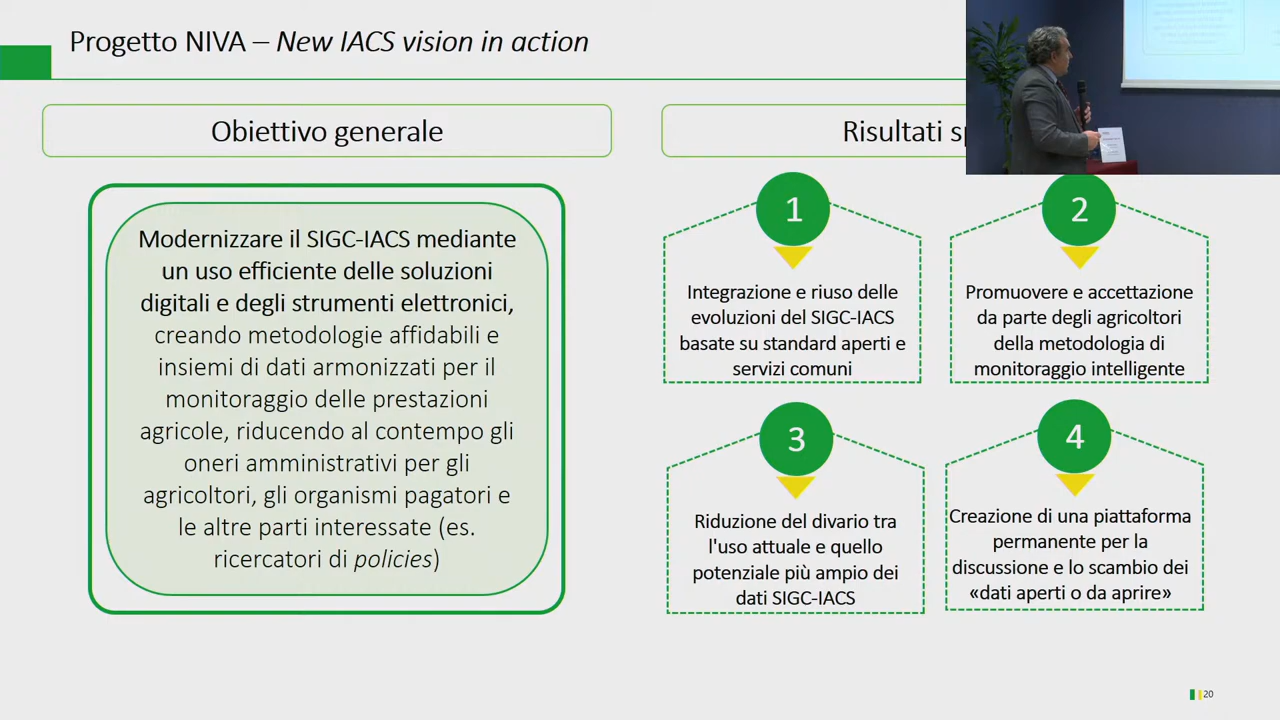 Progetto NIVA – New IACS vision in action
Obiettivo generale
Modernizzare il SIGC-IACS mediante
un uso efficiente delle soluzioni
digitali e degli strumenti elettronici,
creando metodologie affidabili e
insiemi di dati armonizzati per il
monitoraggio delle prestazioni
agricole, riducendo al contempo gli
oneri amministrativi per gli
agricoltori, gli organismi pagatori e
le altre parti interessate (es.
ricercatori di policies)
Risultati
1
Integrazione e riuso delle
evoluzioni del SIGC-IACS
basate su standard aperti e
servizi comuni
2
Promuovere e accettazione
da parte degli agricoltori
della metodologia di
monitoraggio intelligente
3
Riduzione del divario tra
l'uso attuale e quello
potenziale più ampio dei
dati SIGC-IACS
4
Creazione di una piattaforma
permanente per la
discussione e lo scambio dei
«dati aperti o da aprire»
20